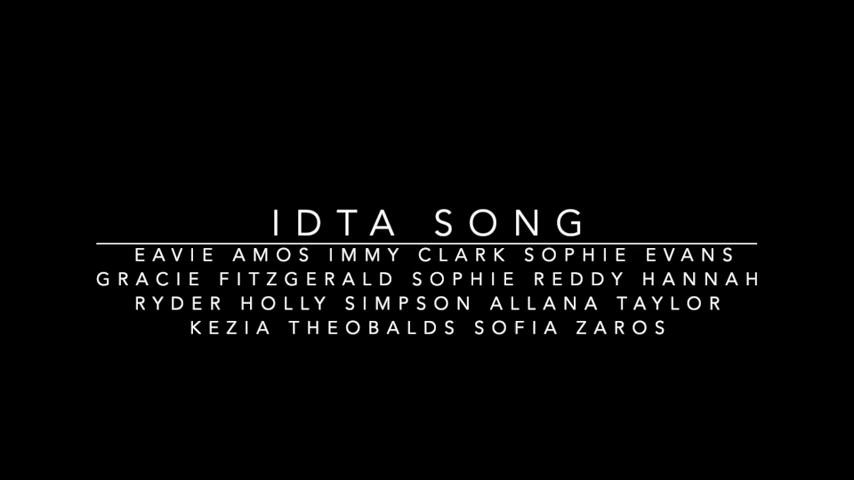 IDTA SONG
EAVIE AMOS IMMY CLARK SOPHIE EVANS
GRACIE FITZGERALD SOPHIE REDDY HANNAH
RYDER HOLLY SIMPSON ALLANA TAYLOR
KEZIA THEOBALDS SOFIA ZAROS